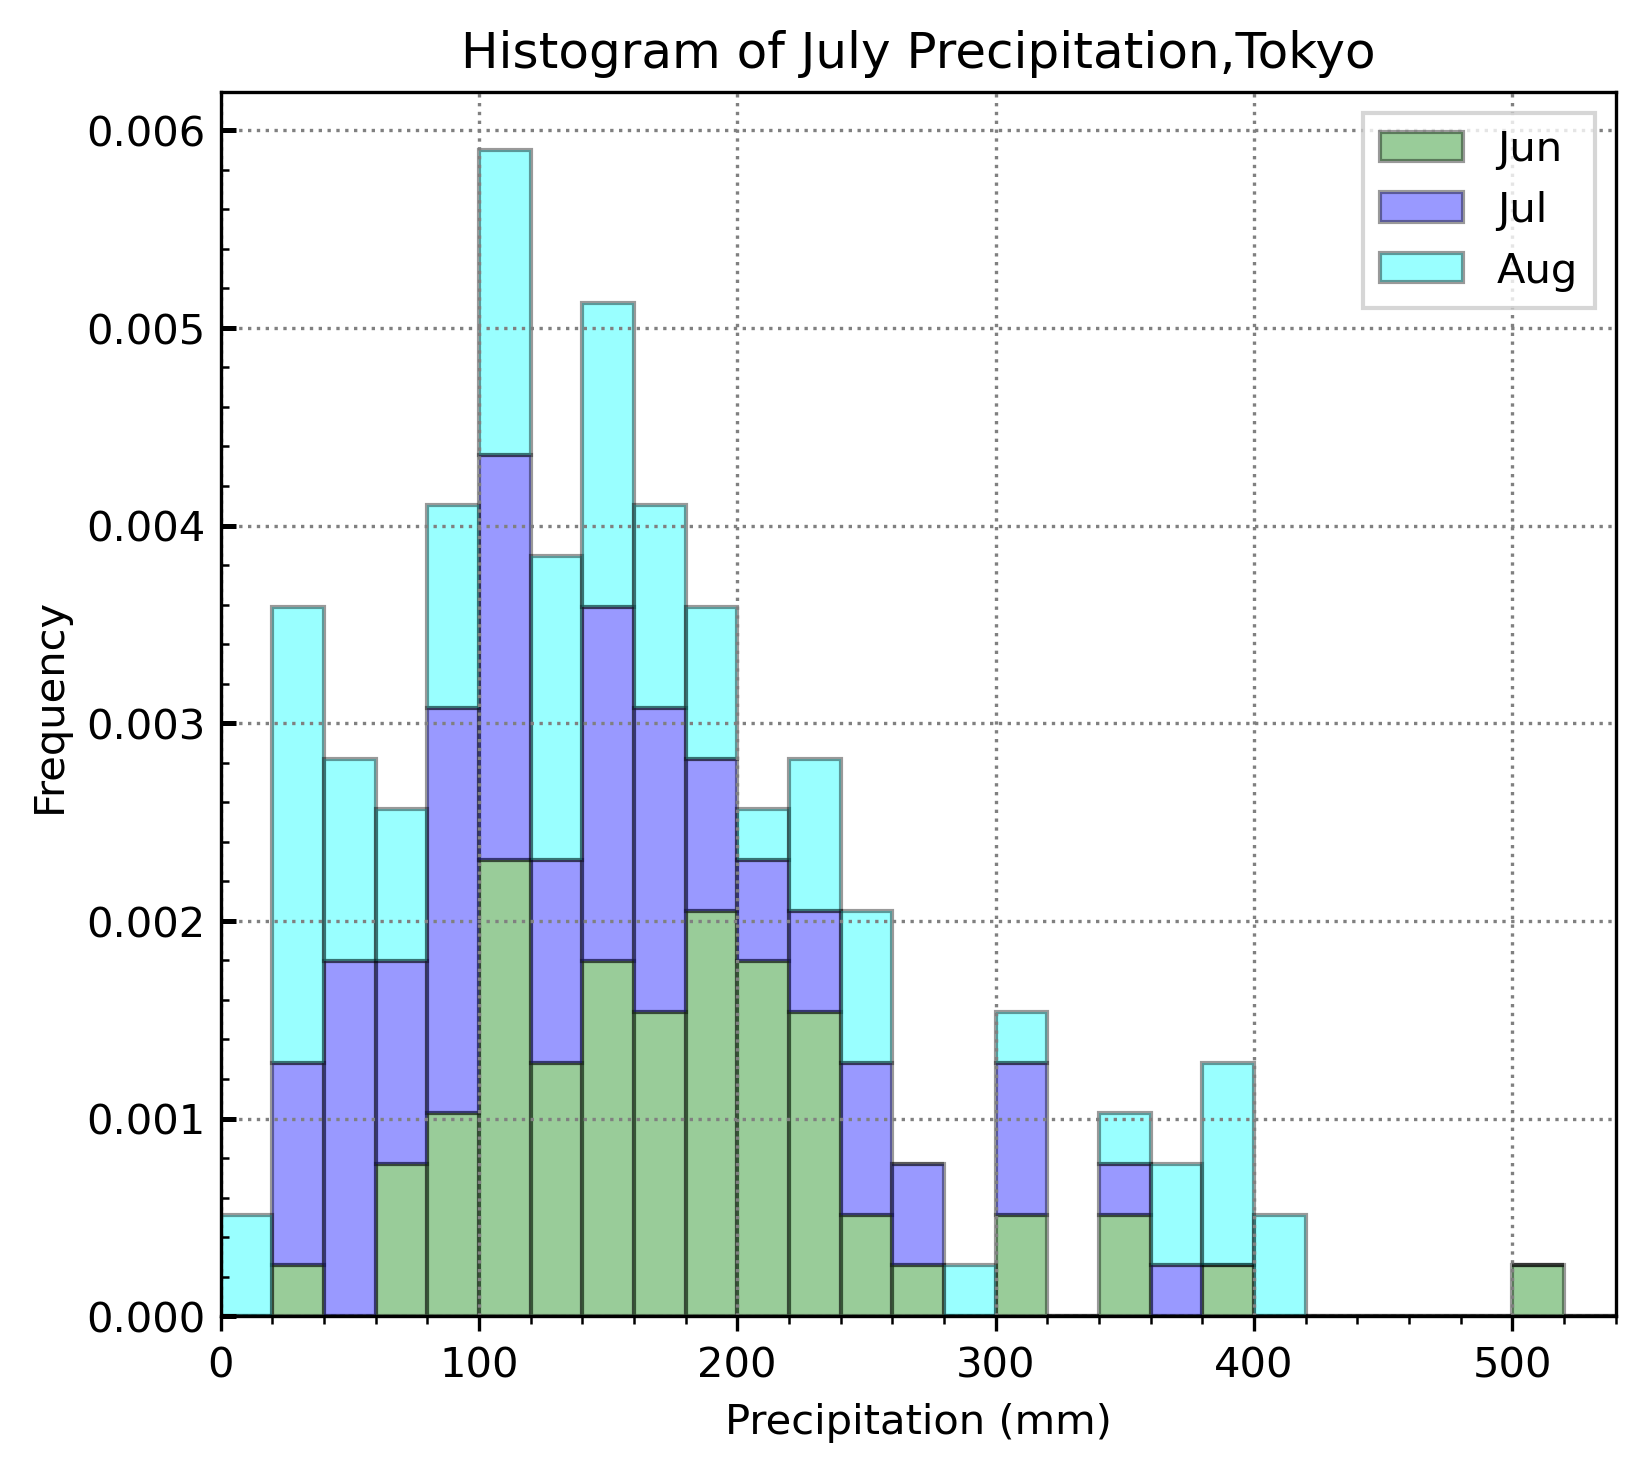 Histogram of July Precipitation,Tokyo
0.006
0.005
0.004
0.003
0.002
0.001
0.000
Frequency
Jun
Jul
Aug
0 100 200 300 400 500
Precipitation (mm)